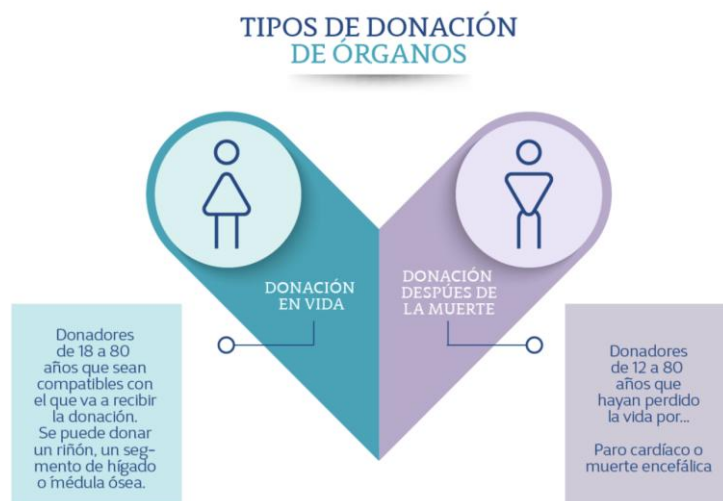 TIPOS DE DONACIÓN
DE ÓRGANOS
DONACIÓN
EN VIDA
DONACIÓN
DESPÚES DE
LA MUERTE
Donadores
de 18 a 80
años que sean
compatibles con
el que va a recibir
la donación.
Se puede donar
un riñón, un seg-
mento de hígado
o médula ósea.
Donadores
de 12 a 80
años que
hayan perdido
la vida por...
Paro cardíaco o
muerte encefálica